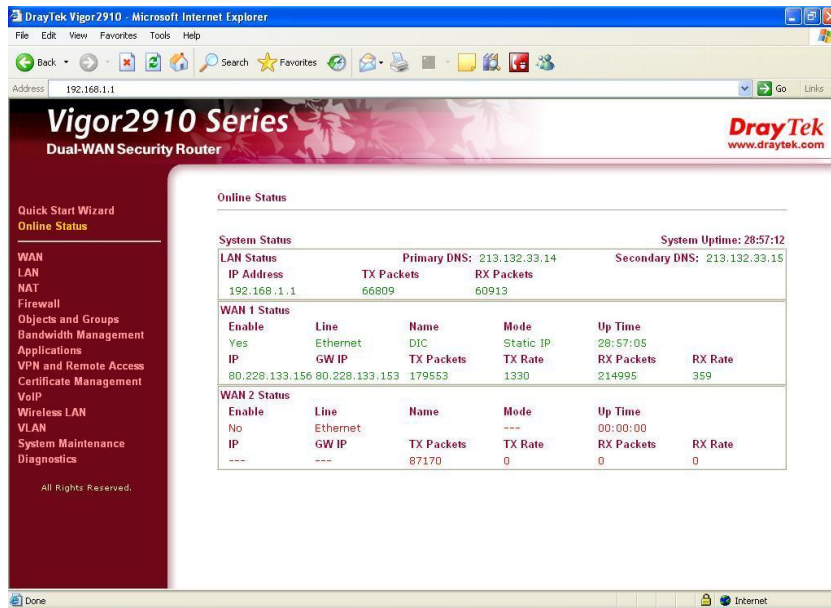 DrayTek Vigor2910 - Microsoft Internet Explorer
File Edit View Favorites Tools Help
Back Search Favorites
Address 192.168.1.1 Go Links
Vigor2910 Series
Dual-WAN Security Router
DrayTek
www.draytek.com
Quick Start Wizard
Online Status
WAN
LAN
NAT
Firewall
Objects and Groups
Bandwidth Management
Applications
VPN and Remote Access
Certificate Management
VoIP
Wireless LAN
VLAN
System Maintenance
Diagnostics
All Rights Reserved.
Online Status
System Status System Uptime: 28:57:12
LAN Status Primary DNS: 213.132.33.14 Secondary DNS: 213.132.33.15
IP Address TX Packets RX Packets
192.168.1.1 66809 60913
WAN 1 Status
Enable Line Name Mode Up Time
Yes Ethernet DIC Static IP 28:57:05
IP GW IP TX Packets TX Rate RX Packets RX Rate
80.228.133.156 80.228.133.153 179553 1330 214995 359
WAN 2 Status
Enable Line Name Mode Up Time
No Ethernet --- 00:00:00
IP GW IP TX Packets TX Rate RX Packets RX Rate
--- --- 87170 0 0 0
Done Internet